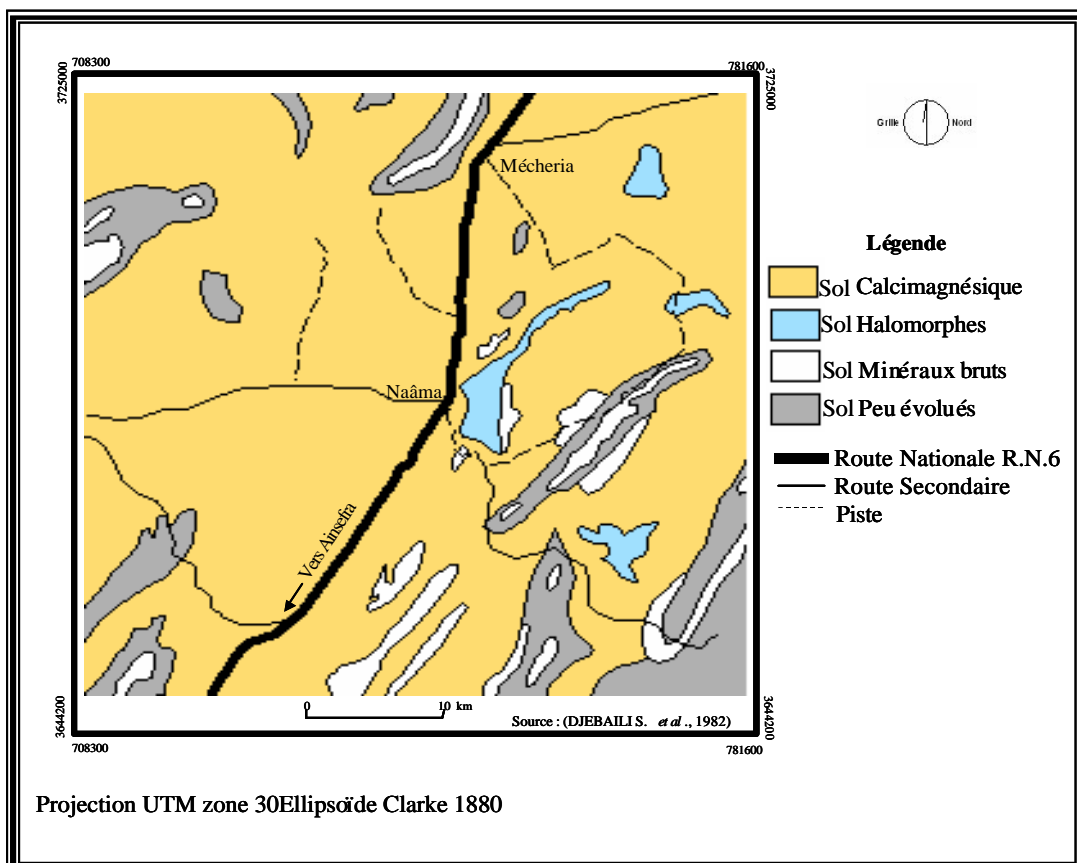 708300
781600
3725000
3725000
Grille Nord
Mécheria
Légende
Sol Calcimagnésique
Sol Halomorphes
Sol Minéraux bruts
Sol Peu évolués
Naâma
Route Nationale R.N.6
Route Secondaire
Piste
Vers Ainsefra
0 10 km
Source : (DJEBAILI S. et al ., 1982)
3644200
3644200
708300
781600
Projection UTM zone 30Ellipsoïde Clarke 1880